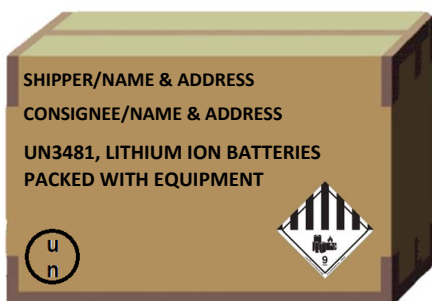 SHIPPER/NAME & ADDRESS
CONSIGNEE/NAME & ADDRESS
UN3481, LITHIUM ION BATTERIES
PACKED WITH EQUIPMENT
u
n
9